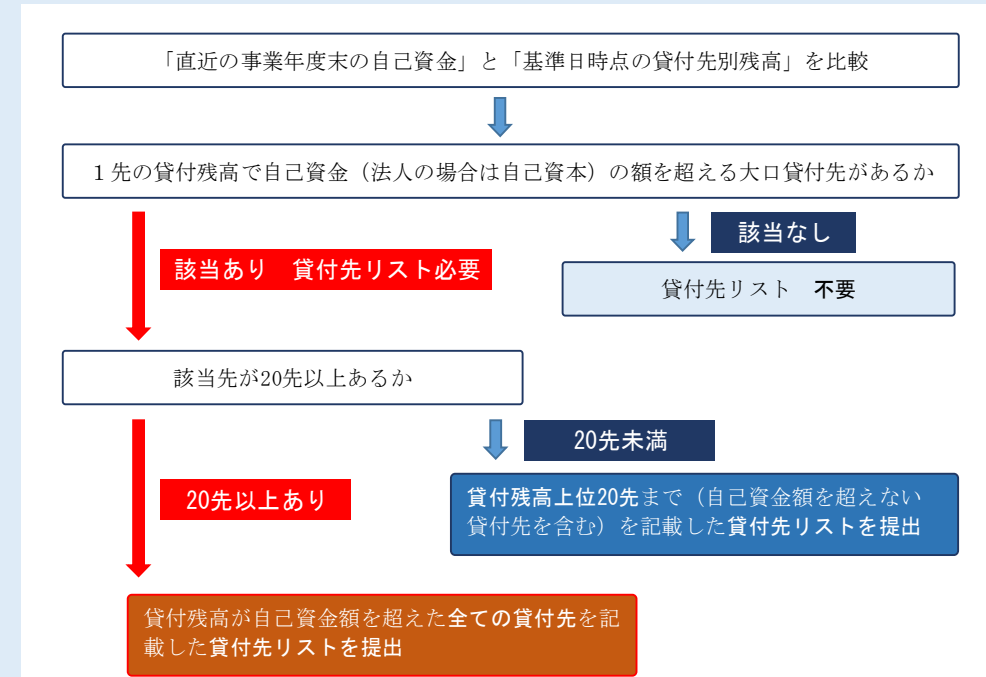 「直近の事業年度末の自己資金」と「基準日時点の貸付先別残高」を比較
１先の貸付残高で自己資金（法人の場合は自己資本）の額を超える大口貸付先があるか
該当なし
該当あり　貸付先リスト必要
貸付先リスト　不要
該当先が20先以上あるか
20先未満
20先以上あり
貸付残高上位20先まで（自己資金額を超えない
貸付先を含む）を記載した貸付先リストを提出
貸付残高が自己資金額を超えた全ての貸付先を記
載した貸付先リストを提出